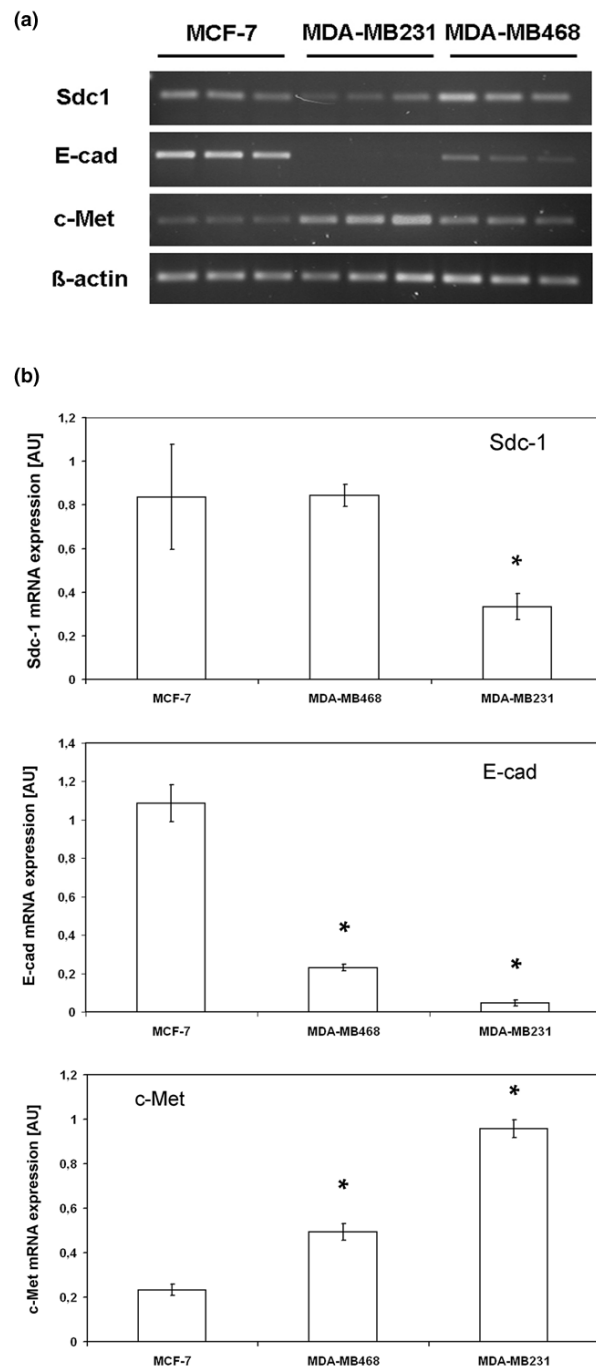 (a)
MCF-7 MDA-MB231 MDA-MB468
Sdc1
E-cad
c-Met
ß-actin
(b)
Sdc-1 mRNA expression [AU]
1.2
1
0.8
0.6
0.4
0.2
0
Sdc-1
*
MCF-7 MDA-MB468 MDA-MB231
E-cad mRNA expression [AU]
1.4
1.2
1
0.8
0.6
0.4
0.2
0
E-cad
*
*
MCF-7 MDA-MB468 MDA-MB231
c-Met mRNA expression [AU]
1,2
1
0,8
0,6
0,4
0,2
0
c-Met
*
*
MCF-7 MDA-MB468 MDA-MB231